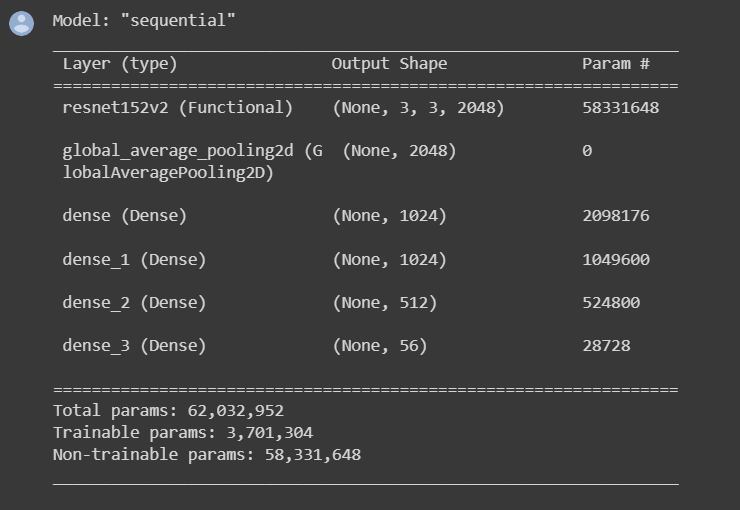 Model: "sequential"
Layer (type) Output Shape Param #
resnet152v2 (Functional) (None, 3, 3, 2048) 58331648
global_average_pooling2d (G (None, 2048) 0
lobalAveragePooling2D)
dense (Dense) (None, 1024) 2098176
dense_1 (Dense) (None, 1024) 1049600
dense_2 (Dense) (None, 512) 524800
dense_3 (Dense) (None, 56) 28728
Total params: 62,032,952
Trainable params: 3,701,304
Non-trainable params: 58,331,648